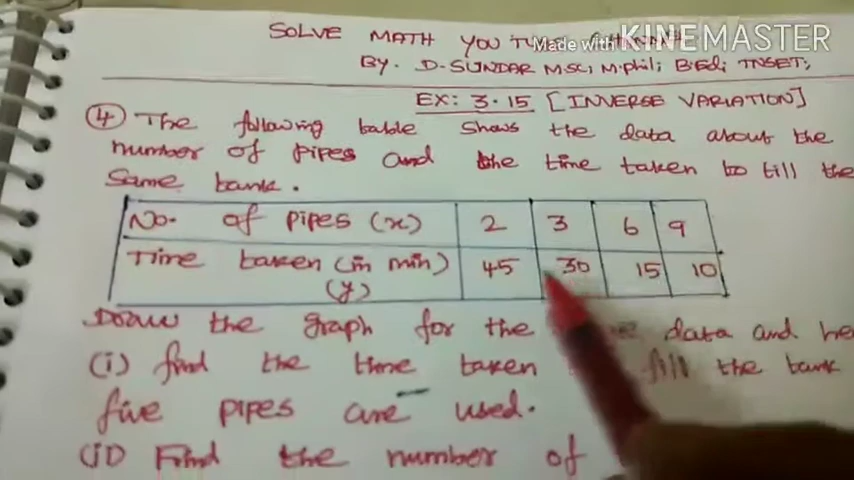 SOLVE MATH YOU TUBE
Made with KINEMASTER
BY. D. SUNDAR M.SC, M.phil; B.Ed; TNSET;
EX: 3.15 [INVERSE VARIATION]
④ The following table shows the data about the
number of pipes and the time taken to till the
Same tank.
No. of pipes (x) 2 3 6 9
Time taken (in min) 45 30 15 10
(y)
Draw the graph for the data and he
(i) find the time taken fill the tank
five pipes are used.
(ii) Find the number of